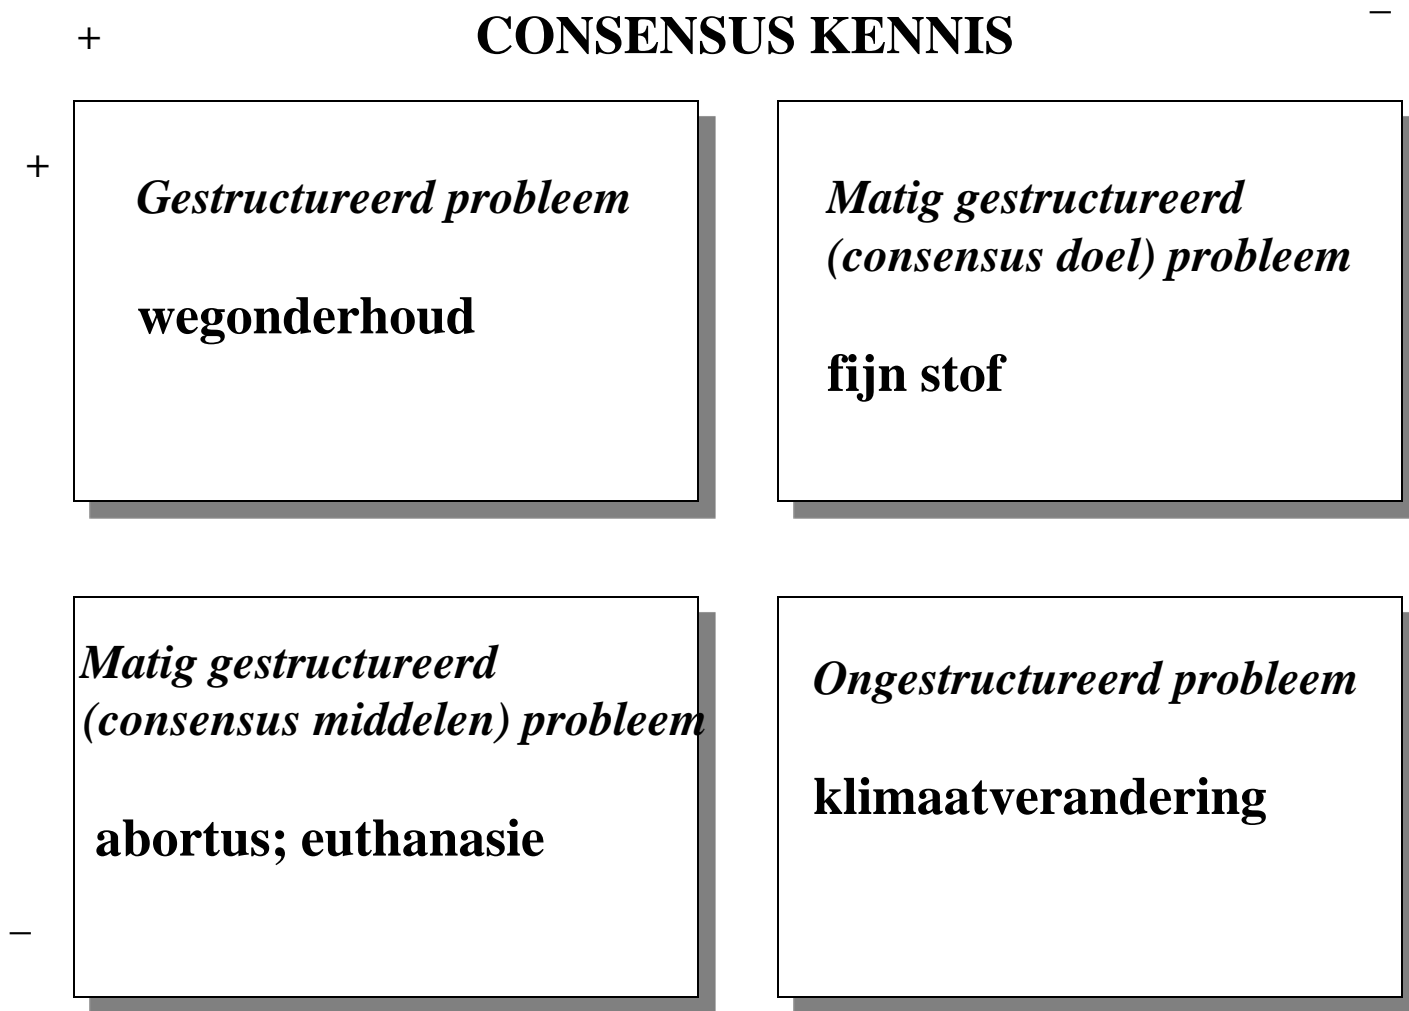 + CONSENSUS KENNIS –
+
Gestructureerd probleem
wegonderhoud
Matig gestructureerd
(consensus doel) probleem
fijn stof
Matig gestructureerd
(consensus middelen) probleem
abortus; euthanasie
Ongestructureerd probleem
klimaatverandering
–